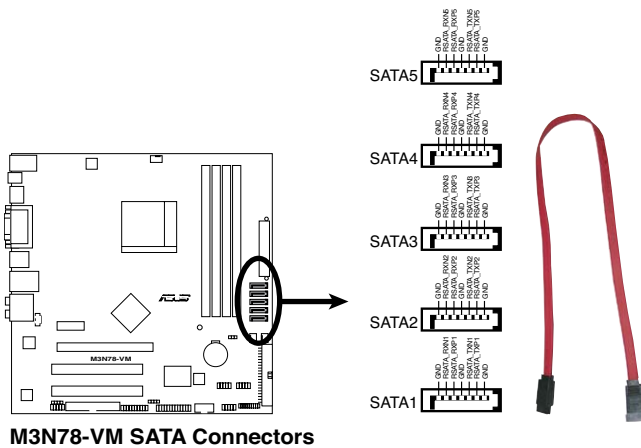 GND
RSATA_RXN5
RSATA_RXP5
GND
RSATA_TXN5
RSATA_TXP5
GND
SATA5
GND
RSATA_RXN4
RSATA_RXP4
GND
RSATA_TXN4
RSATA_TXP4
GND
SATA4
GND
RSATA_RXN3
RSATA_RXP3
GND
RSATA_TXN3
RSATA_TXP3
GND
SATA3
GND
RSATA_RXN2
RSATA_RXP2
GND
RSATA_TXN2
RSATA_TXP2
GND
SATA2
GND
RSATA_RXN1
RSATA_RXP1
GND
RSATA_TXN1
RSATA_TXP1
GND
SATA1
ASUS
M3N78-VM
M3N78-VM SATA Connectors